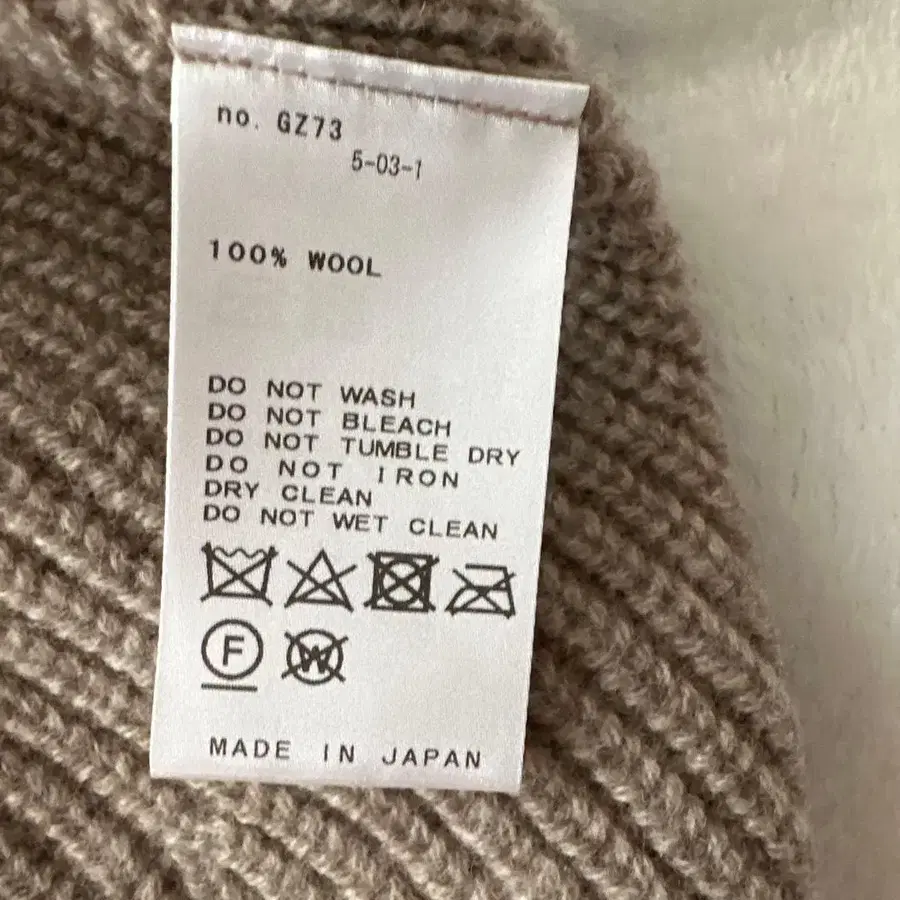 no. GZ73
5-03-1
100% WOOL
DO NOT WASH
DO NOT BLEACH
DO NOT TUMBLE DRY
DO NOT IRON
DRY CLEAN
DO NOT WET CLEAN
F W
MADE IN JAPAN